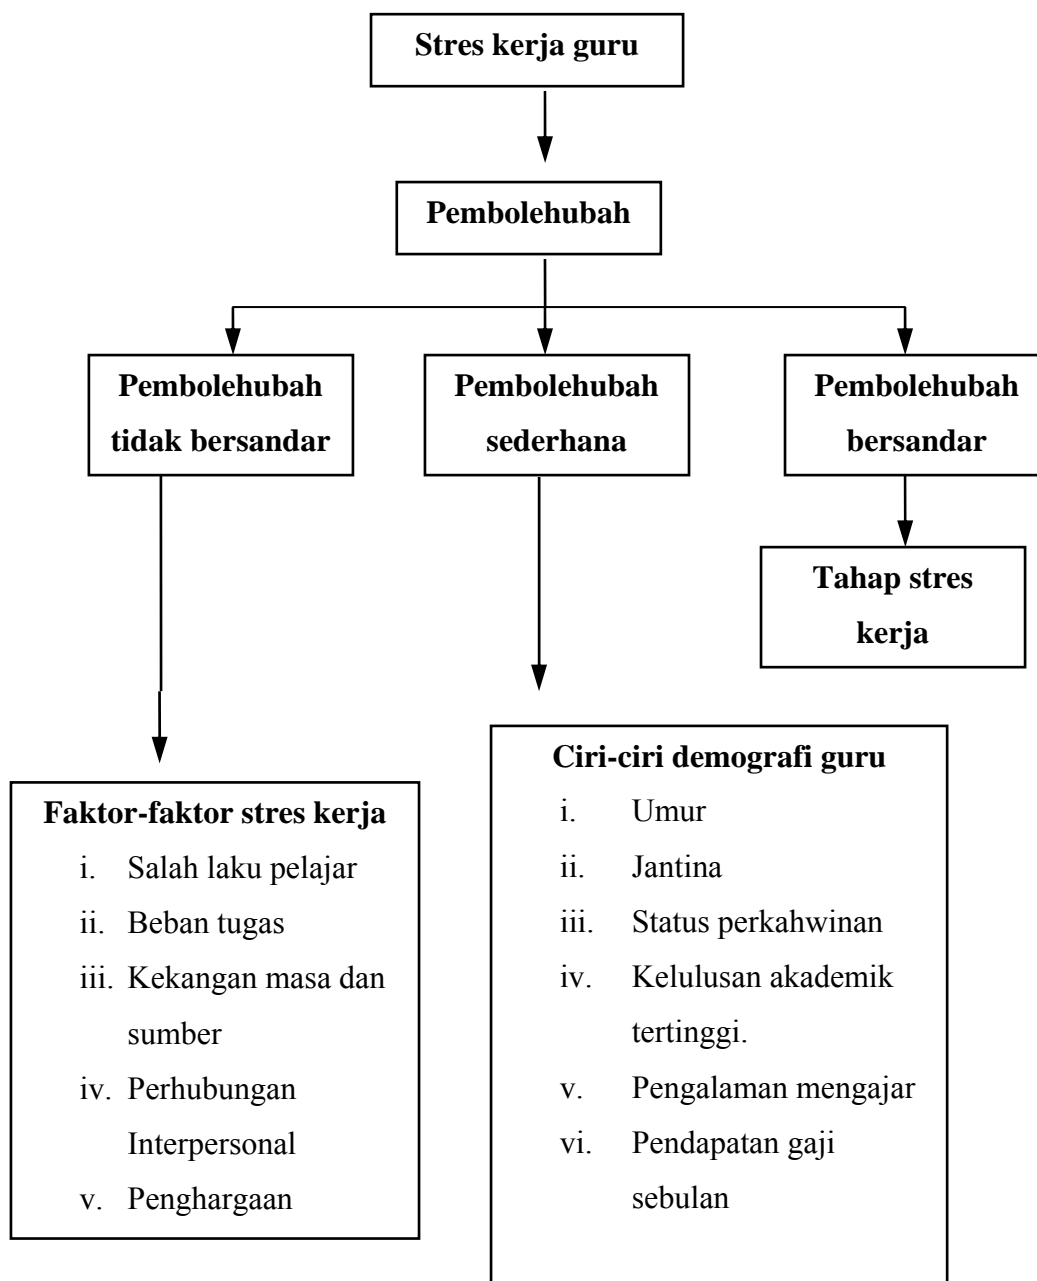 Stres kerja guru
Pembolehubah
Pembolehubah
tidak bersandar
Pembolehubah
sederhana
Pembolehubah
bersandar
Tahap stres
kerja
Faktor-faktor stres kerja
i. Salah laku pelajar
ii. Beban tugas
iii. Kekangan masa dan
sumber
iv. Perhubungan
Interpersonal
v. Penghargaan
Ciri-ciri demografi guru
i. Umur
ii. Jantina
iii. Status perkahwinan
iv. Kelulusan akademik
tertinggi.
v. Pengalaman mengajar
vi. Pendapatan gaji
sebulan